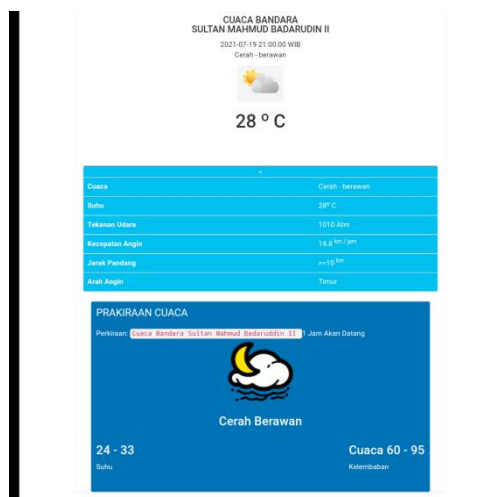 CUACA BANDARA
SULTAN MAHMUD BADARUDIN II
2021-07-19 21:00:00 WIB
Cerah - berawan
28 º C
Cuaca Cerah - berawan
Suhu 28º C
Tekanan Udara 1010 Atm
Kecepatan Angin 14.8 km / jam
Jarak Pandang >=10 km
Arah Angin Timur
PRAKIRAAN CUACA
Perkiraan: Cuaca Bandara Sultan Mahmud Badaruddin II 1 Jam Akan Datang
Cerah Berawan
24 - 33 Cuaca 60 - 95
Suhu Kelembaban